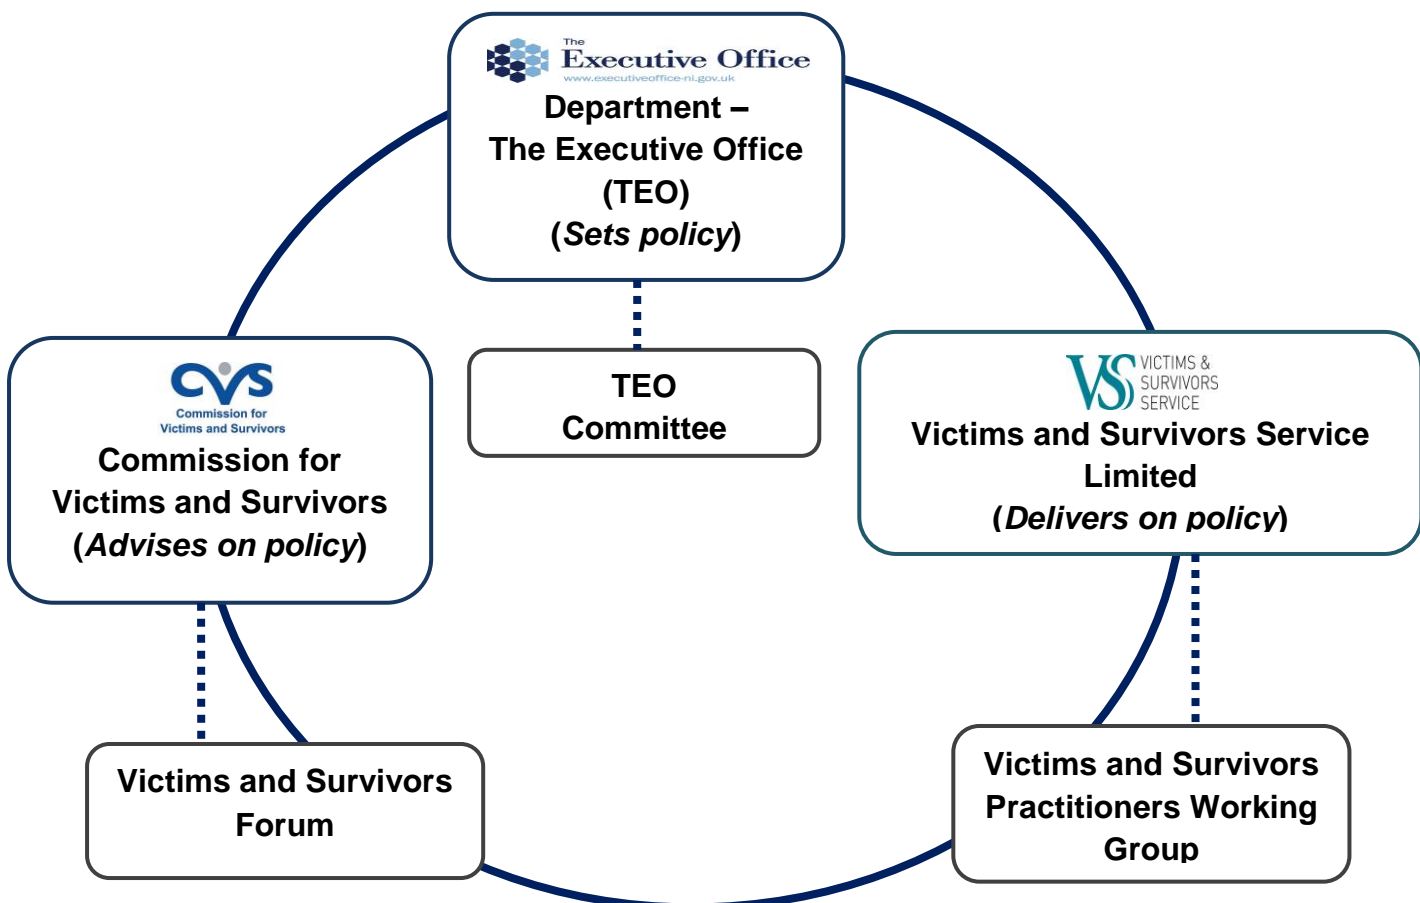 The
Executive Office
www.executiveoffice-ni.gov.uk
Department –
The Executive Office
(TEO)
(Sets policy)
TEO
Committee
CVS
Commission for
Victims and Survivors
Commission for
Victims and Survivors
(Advises on policy)
VSS
VICTIMS &
SURVIVORS
SERVICE
Victims and Survivors Service
Limited
(Delivers on policy)
Victims and Survivors
Forum
Victims and Survivors
Practitioners Working
Group